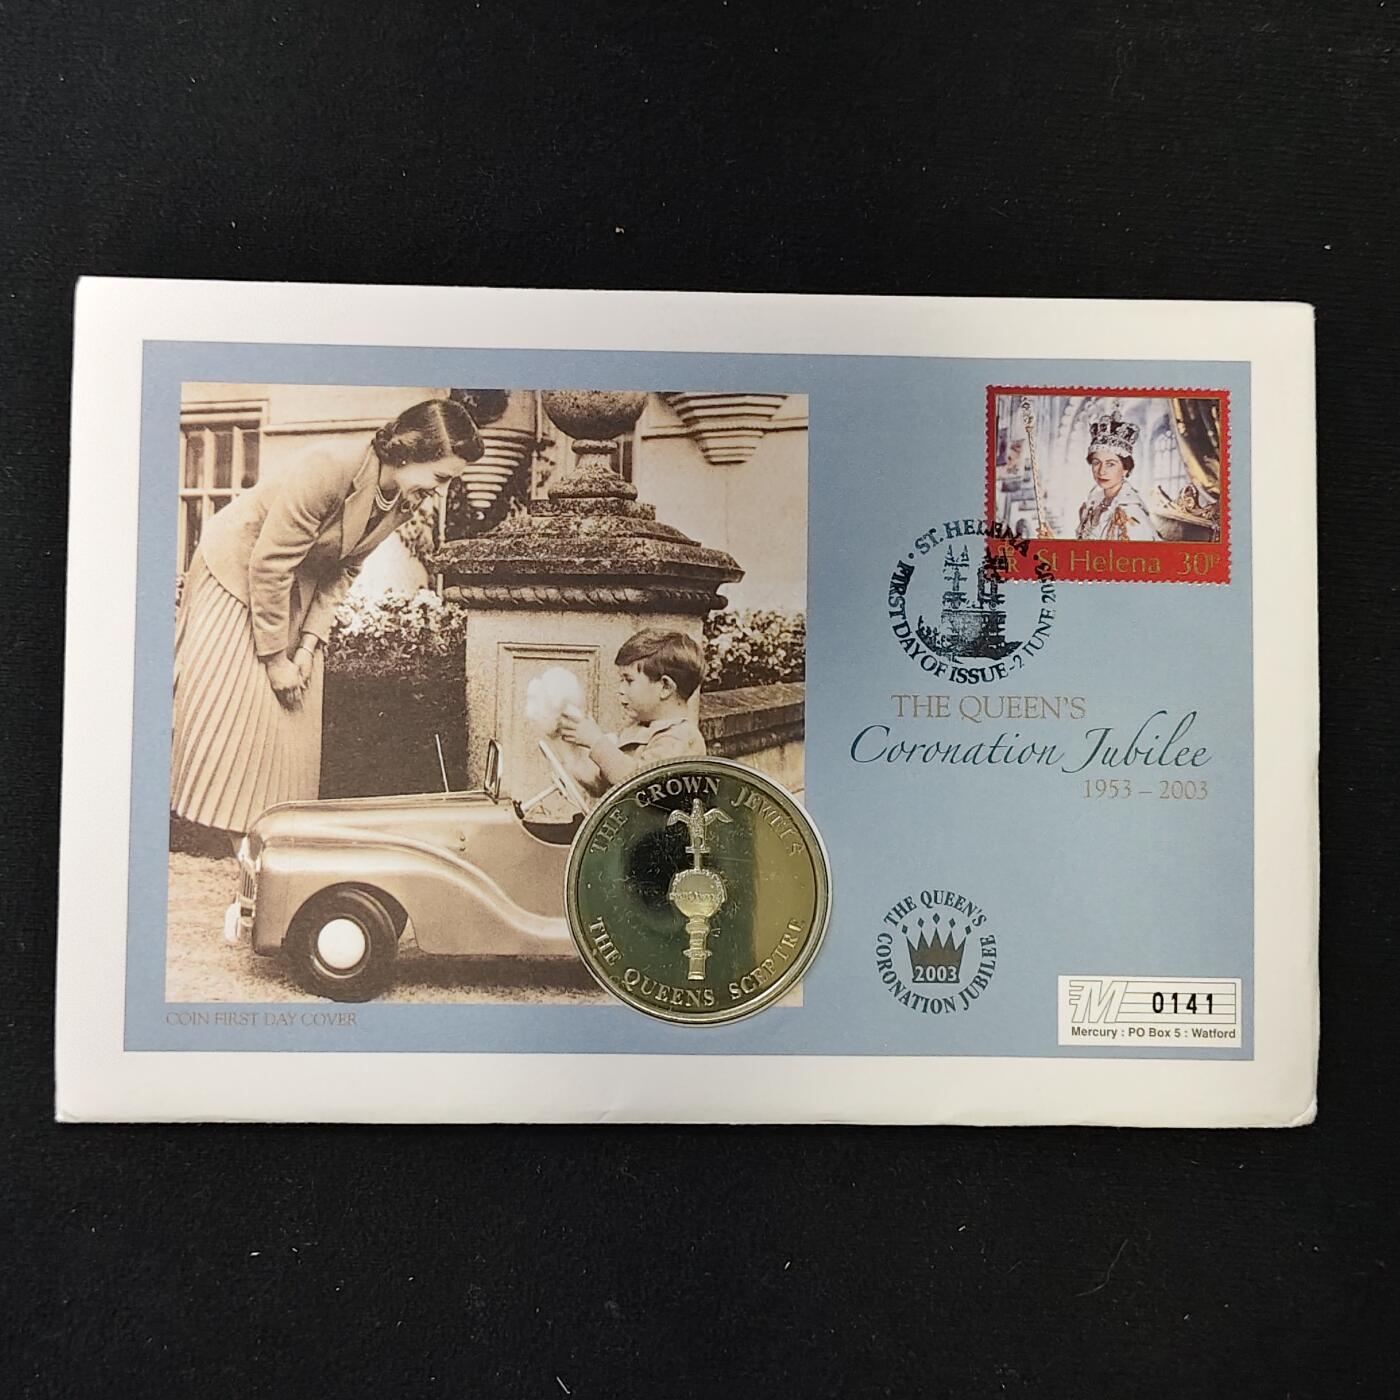 St Helena 30P
ST. HELENA
FIRST DAY OF ISSUE - 2 JUNE
THE QUEEN'S
Coronation Jubilee
1953 – 2003
THE CROWN JEWELS
THE QUEENS SCEPTRE
THE QUEEN'S
2003
CORONATION JUBILEE
M 0141
Mercury : PO Box 5 : Watford
COIN FIRST DAY COVER